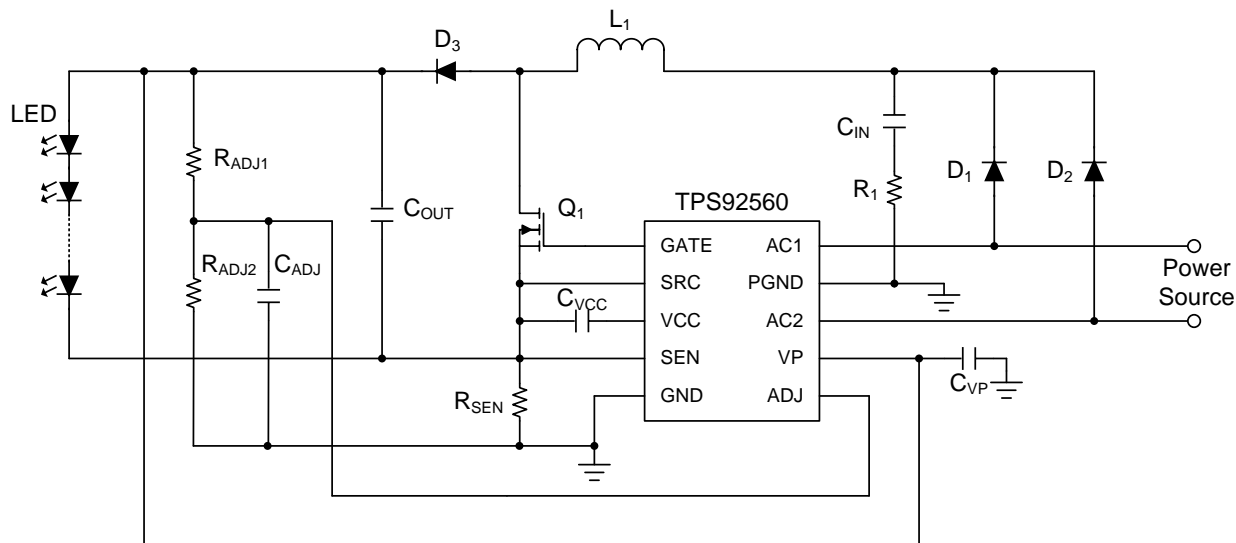 L1
D3
LED
CIN
RADJ1
D1
D2
R1
TPS92560
COUT
Q1
GATE
AC1
RADJ2
CADJ
SRC
PGND
Power
Source
CVCC
VCC
AC2
SEN
VP
CVP
RSEN
GND
ADJ